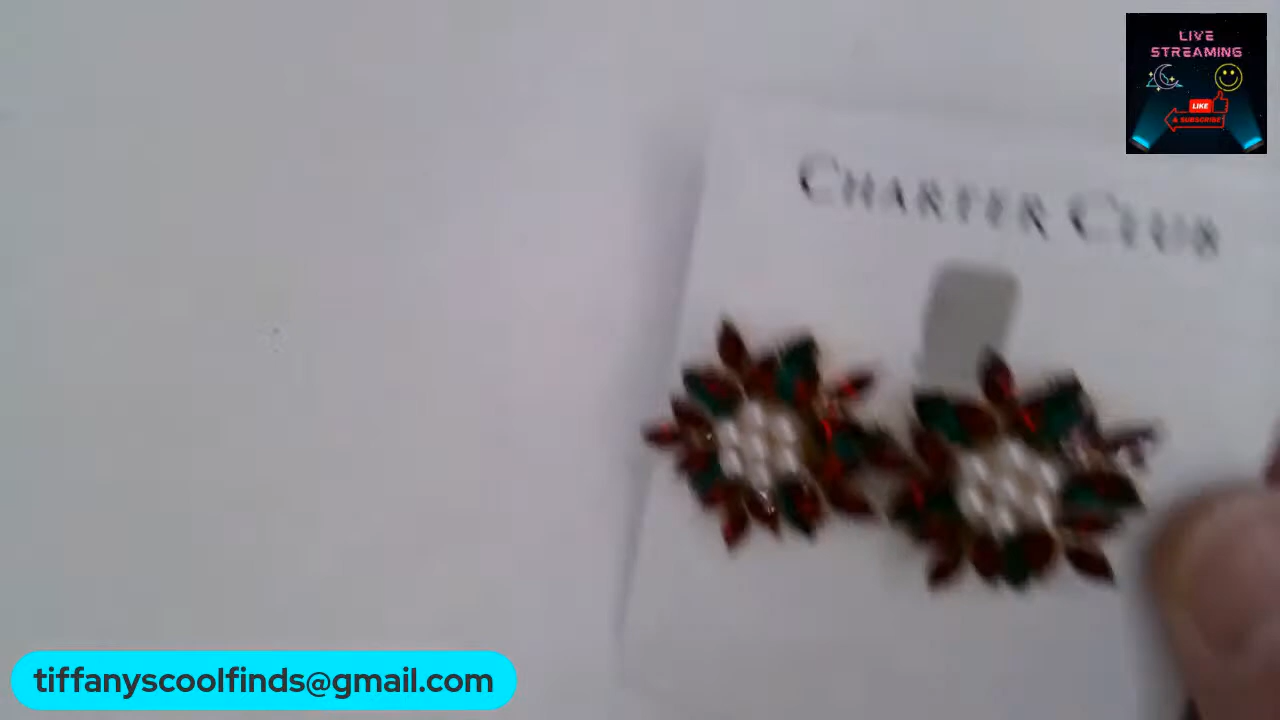 LIVE
STREAMING
LIKE
& SUBSCRIBE
CHARTER CLUB
tiffanyscoolfinds@gmail.com